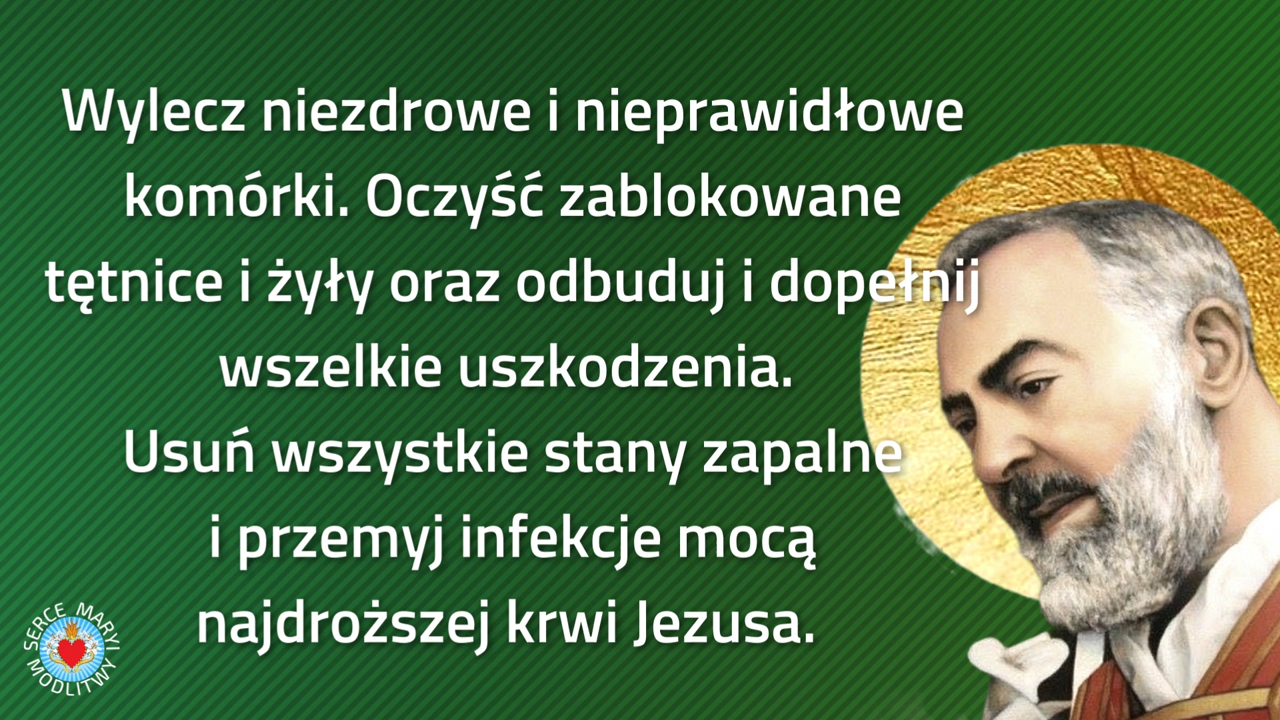 Wylecz niezdrowe i nieprawidłowe
komórki. Oczyść zablokowane
tętnice i żyły oraz odbuduj i dopełnij
wszelkie uszkodzenia.
Usuń wszystkie stany zapalne
i przemyj infekcje mocą
najdroższej krwi Jezusa.
SERCE MARYI
MODLITWY